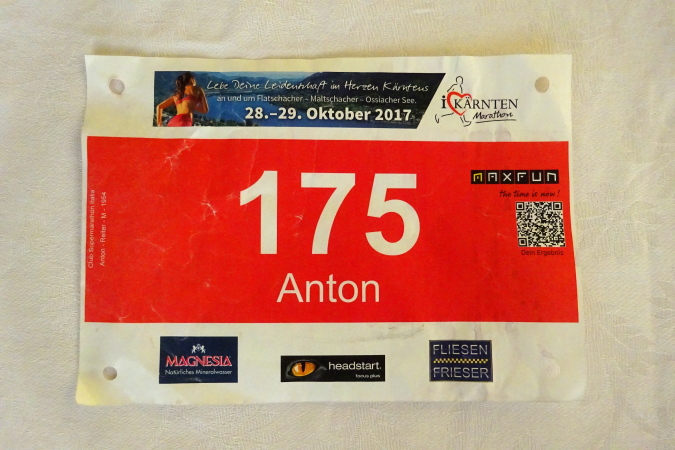 Lebe Deine Leidenschaft im Herzen Kärntens
an und um Flatschacher - Maltschacher - Ossiacher See.
28.–29. Oktober 2017
i KÄRNTEN
Marathon
Club Supermarathon Italia
Anton - Reiter - M - 1954
175
Anton
MAXFUN
the time is now!
Dein Ergebnis
MAGNESIA
Natürliches Mineralwasser
headstart
focus plus
FLIESEN
FRIESER